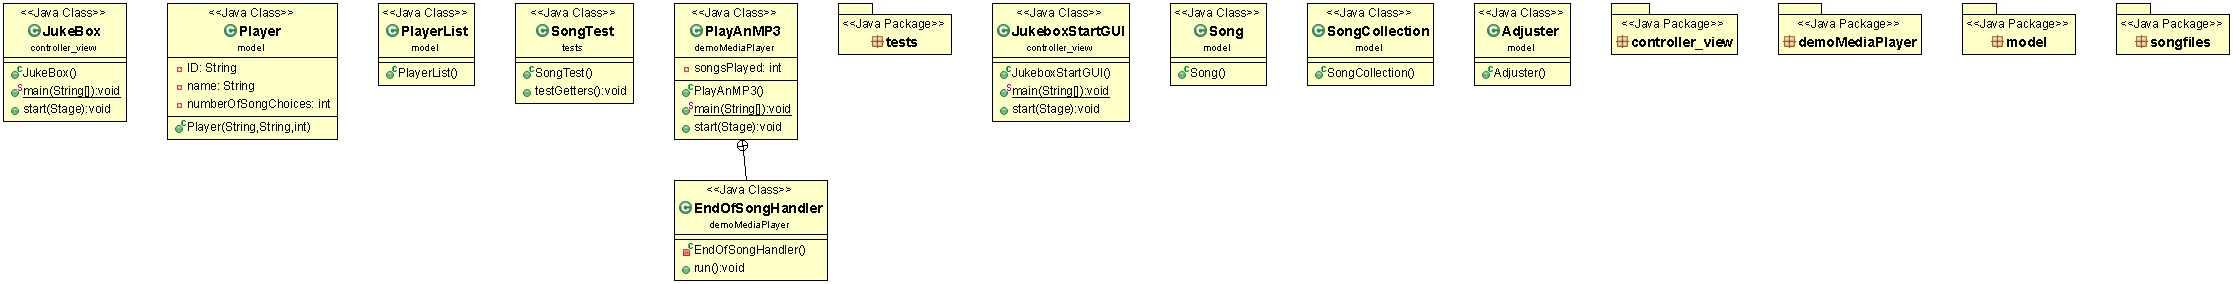 <<Java Class>>
JukeBox
controller_view
JukeBox()
main(String[]):void
start(Stage):void
<<Java Class>>
Player
model
ID: String
name: String
numberOfSongChoices: int
Player(String,String,int)
<<Java Class>>
PlayerList
model
PlayerList()
<<Java Class>>
SongTest
tests
SongTest()
testGetters():void
<<Java Class>>
PlayAnMP3
demoMediaPlayer
songsPlayed: int
PlayAnMP3()
main(String[]):void
start(Stage):void
<<Java Class>>
EndOfSongHandler
demoMediaPlayer
EndOfSongHandler()
run():void
<<Java Package>>
tests
<<Java Class>>
JukeboxStartGUI
controller_view
JukeboxStartGUI()
main(String[]):void
start(Stage):void
<<Java Class>>
Song
model
Song()
<<Java Class>>
SongCollection
model
SongCollection()
<<Java Class>>
Adjuster
model
Adjuster()
<<Java Package>>
controller_view
<<Java Package>>
demoMediaPlayer
<<Java Package>>
model
<<Java Package>>
songfiles